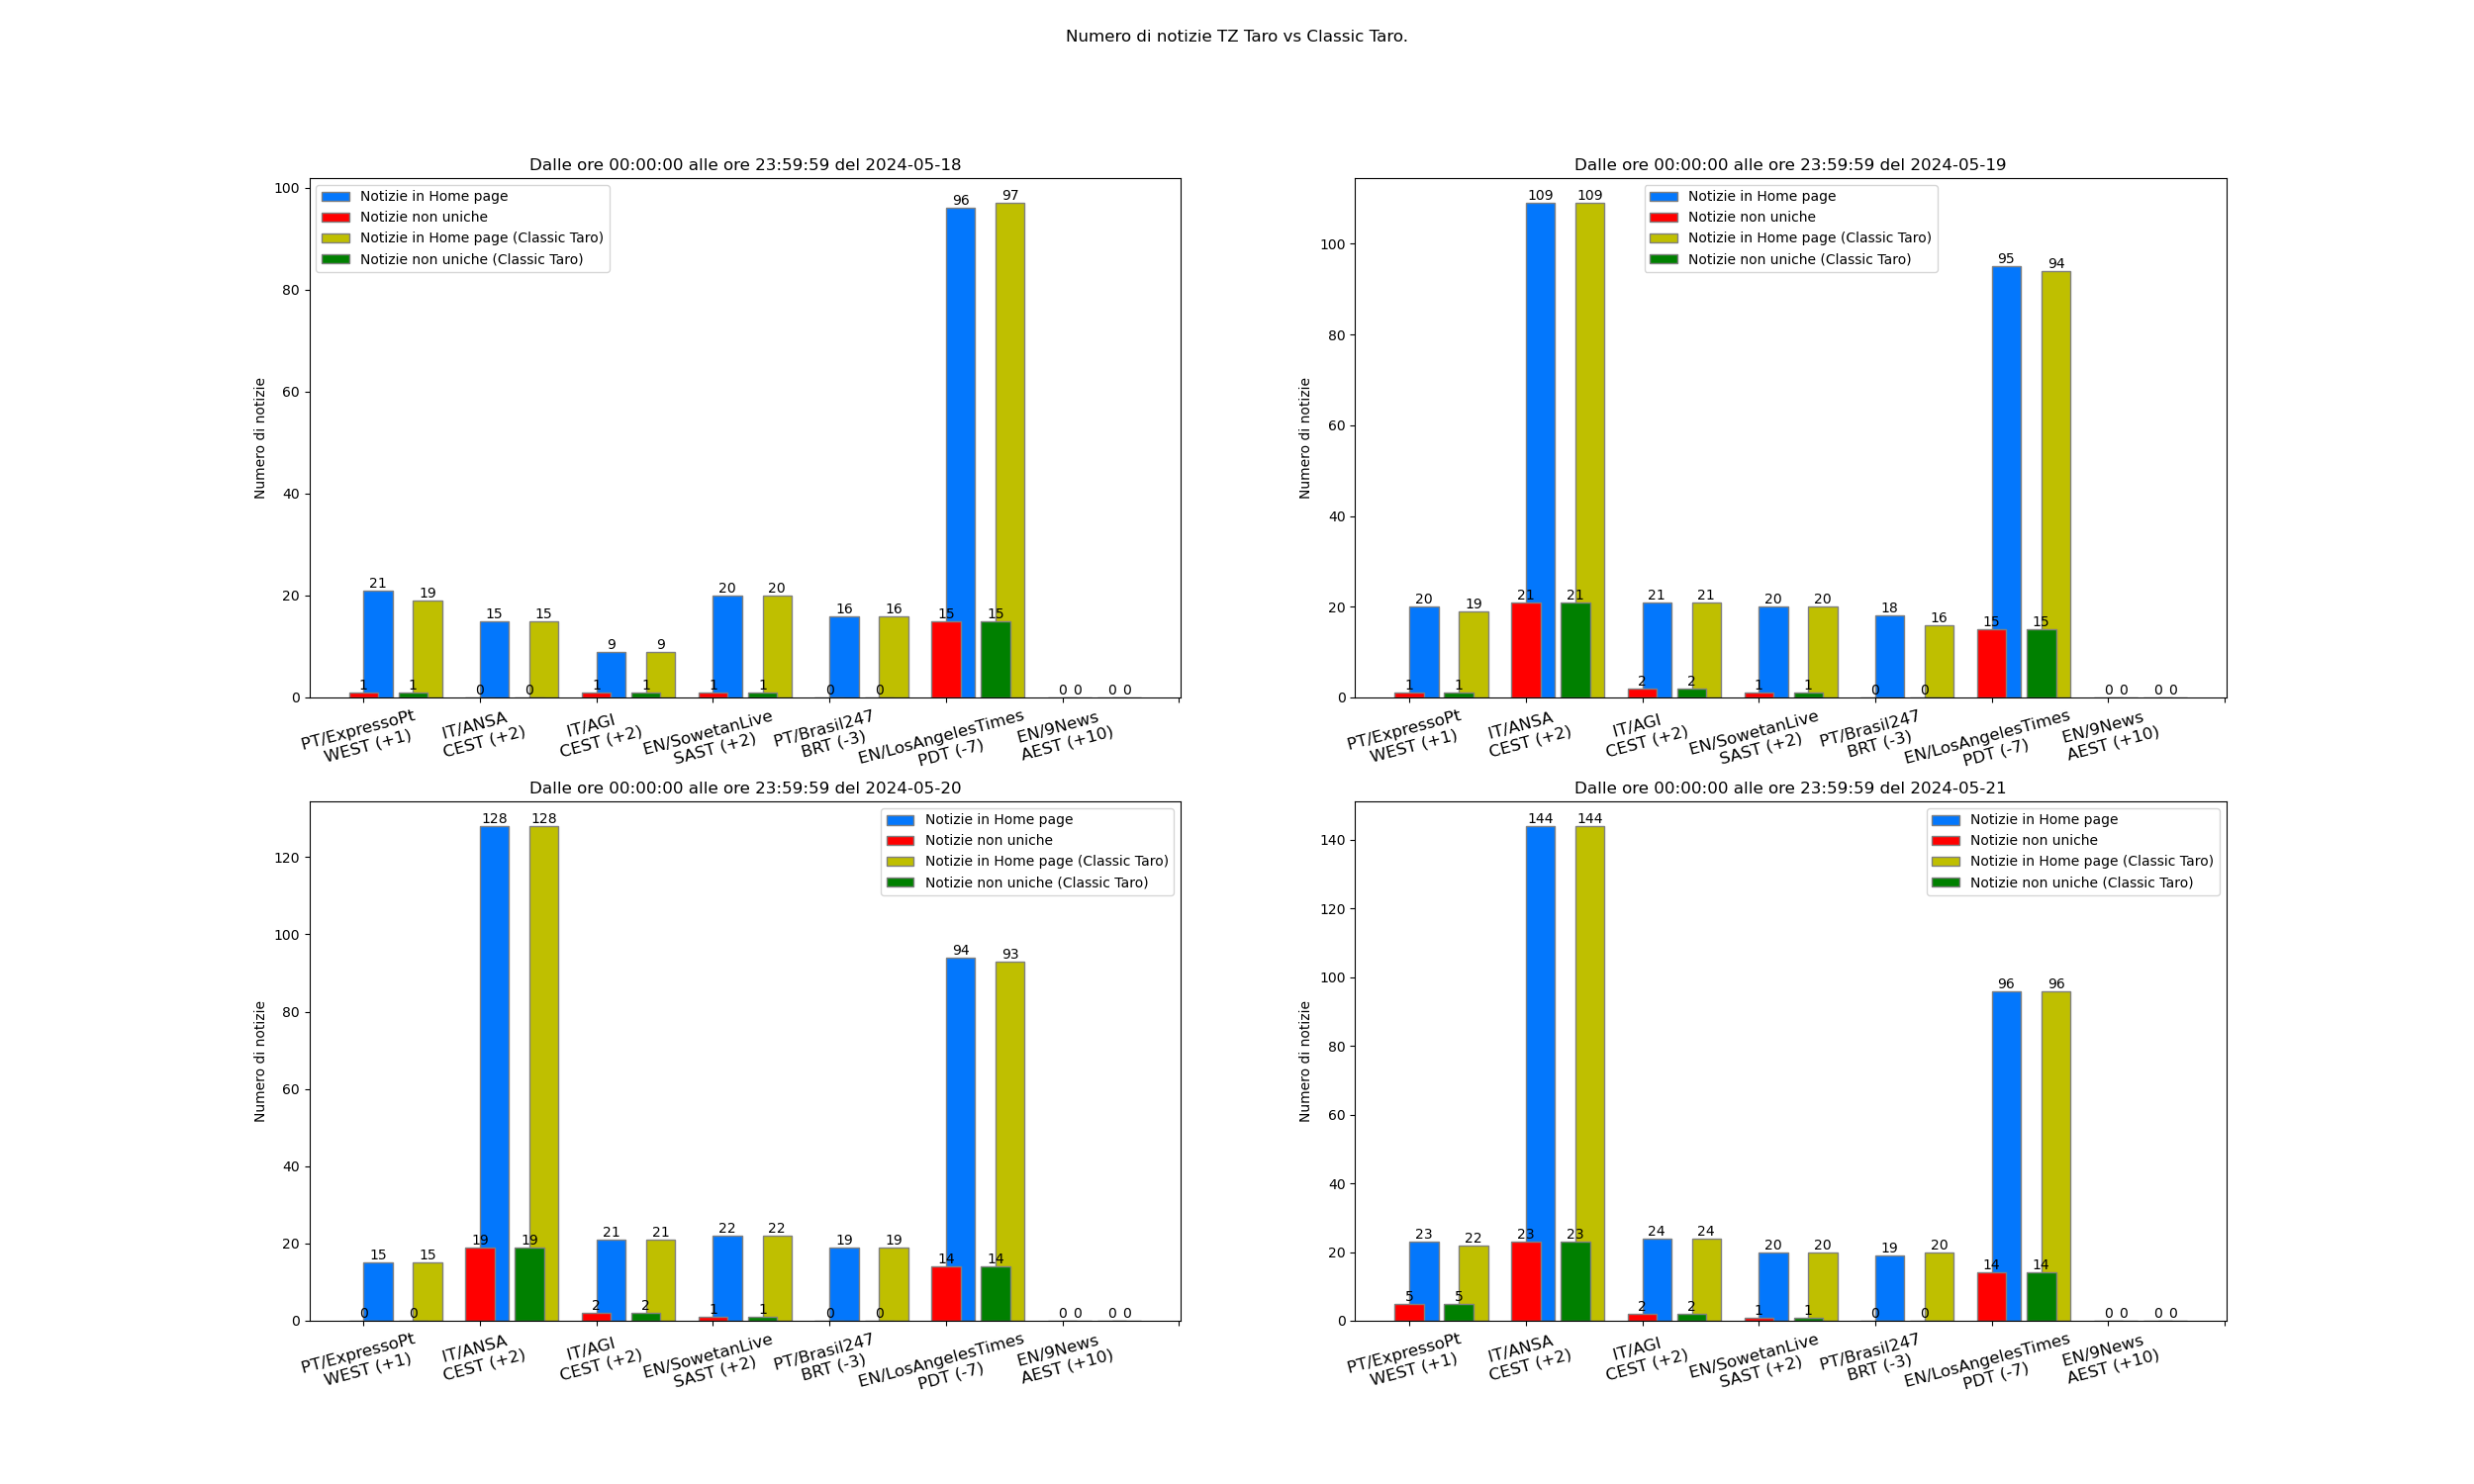 Numero di notizie TZ Taro vs Classic Taro.
Dalle ore 00:00:00 alle ore 23:59:59 del 2024-05-18
Notizie in Home page
Notizie non uniche
Notizie in Home page (Classic Taro)
Notizie non uniche (Classic Taro)
Numero di notizie
100
80
60
40
20
0
1 21 1 19
0 15 0 15
1 9 1 9
1 20 1 20
0 16 0 16
15 96 15 97
0 0 0 0
PT/ExpressoPt
WEST (+1)
IT/ANSA
CEST (+2)
IT/AGI
CEST (+2)
EN/SowetanLive
SAST (+2)
PT/Brasil247
BRT (-3)
EN/LosAngelesTimes
PDT (-7)
EN/9News
AEST (+10)
Dalle ore 00:00:00 alle ore 23:59:59 del 2024-05-19
Notizie in Home page
Notizie non uniche
Notizie in Home page (Classic Taro)
Notizie non uniche (Classic Taro)
Numero di notizie
100
80
60
40
20
0
1 20 1 19
21 109 21 109
2 21 2 21
1 20 1 20
0 18 0 16
15 95 15 94
0 0 0 0
PT/ExpressoPt
WEST (+1)
IT/ANSA
CEST (+2)
IT/AGI
CEST (+2)
EN/SowetanLive
SAST (+2)
PT/Brasil247
BRT (-3)
EN/LosAngelesTimes
PDT (-7)
EN/9News
AEST (+10)
Dalle ore 00:00:00 alle ore 23:59:59 del 2024-05-20
Notizie in Home page
Notizie non uniche
Notizie in Home page (Classic Taro)
Notizie non uniche (Classic Taro)
Numero di notizie
120
100
80
60
40
20
0
0 15 0 15
19 128 19 128
2 21 2 21
1 22 1 22
0 19 0 19
14 94 14 93
0 0 0 0
PT/ExpressoPt
WEST (+1)
IT/ANSA
CEST (+2)
IT/AGI
CEST (+2)
EN/SowetanLive
SAST (+2)
PT/Brasil247
BRT (-3)
EN/LosAngelesTimes
PDT (-7)
EN/9News
AEST (+10)
Dalle ore 00:00:00 alle ore 23:59:59 del 2024-05-21
Notizie in Home page
Notizie non uniche
Notizie in Home page (Classic Taro)
Notizie non uniche (Classic Taro)
Numero di notizie
140
120
100
80
60
40
20
0
5 23 5 22
23 144 23 144
2 24 2 24
1 20 1 20
0 19 0 20
14 96 14 96
0 0 0 0
PT/ExpressoPt
WEST (+1)
IT/ANSA
CEST (+2)
IT/AGI
CEST (+2)
EN/SowetanLive
SAST (+2)
PT/Brasil247
BRT (-3)
EN/LosAngelesTimes
PDT (-7)
EN/9News
AEST (+10)